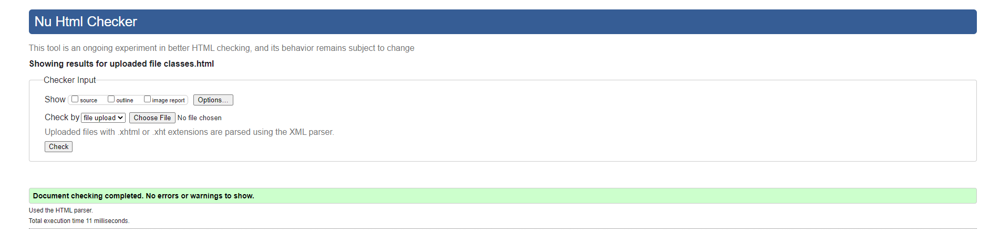 Nu Html Checker
This tool is an ongoing experiment in better HTML checking, and its behavior remains subject to change
Showing results for uploaded file classes.html
Checker Input
Show source outline image report Options...
Check by file upload Choose File No file chosen
Uploaded files with .xhtml or .xht extensions are parsed using the XML parser.
Check
Document checking completed. No errors or warnings to show.
Used the HTML parser.
Total execution time 11 milliseconds.